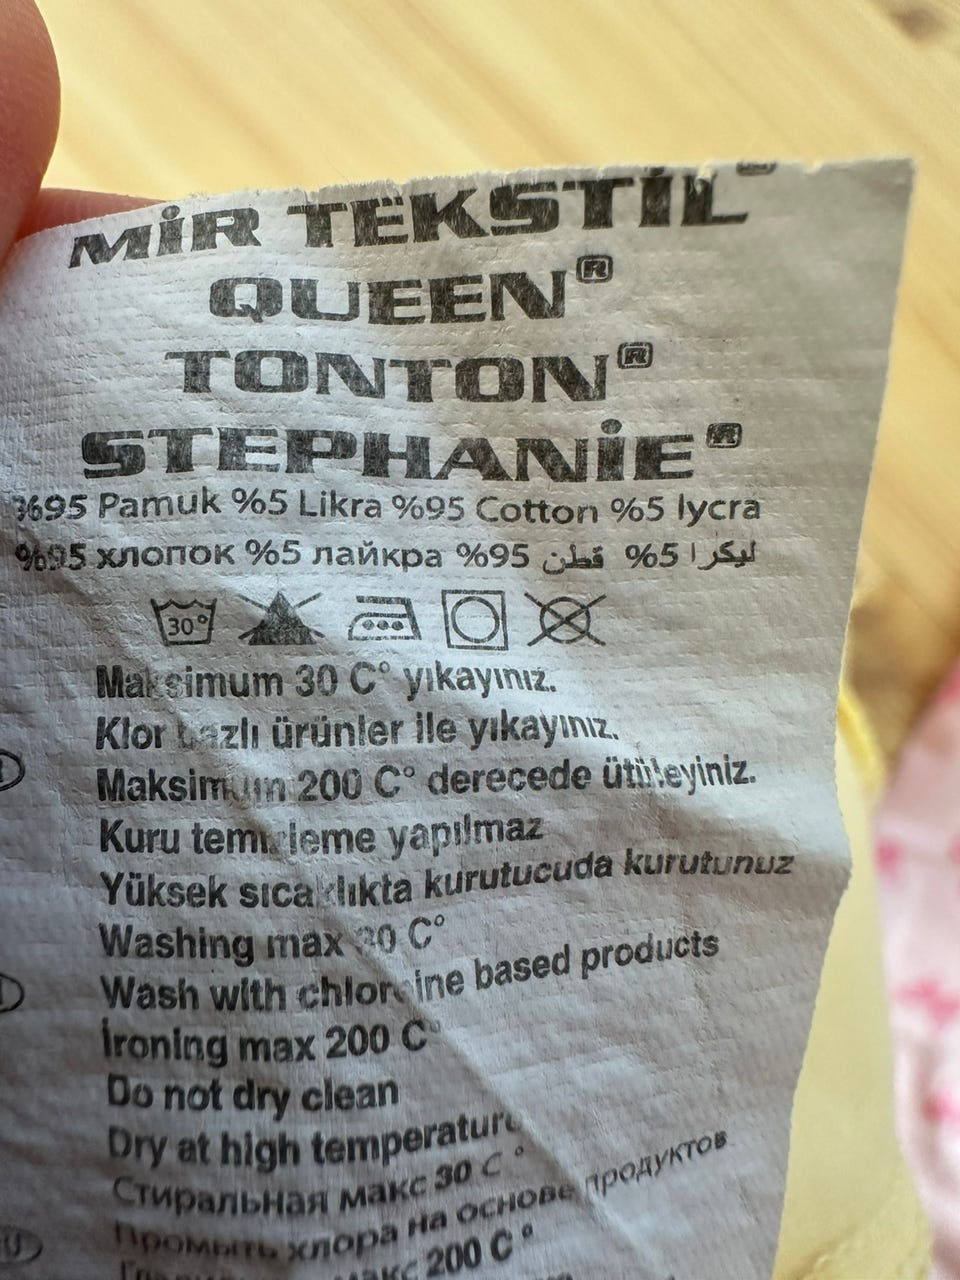 MİR TEKSTİL®
QUEEN®
TONTON®
STEPHANİE®
%95 Pamuk %5 Likra %95 Cotton %5 lycra
%95 хлопок %5 лайкра %95 قطن %5 ليكرا
30°
Maksimum 30 C° yıkayınız.
Klor bazlı ürünler ile yıkayınız.
Maksimum 200 C° derecede ütüleyiniz.
Kuru temizleme yapılmaz
Yüksek sıcaklıkta kurutucuda kurutunuz
Washing max 30 C°
Wash with chloroine based products
İroning max 200 C°
Do not dry clean
Dry at high temperature
Стиральная макс 30 C°
Промыть хлора на основе продуктов
макс 200 C°